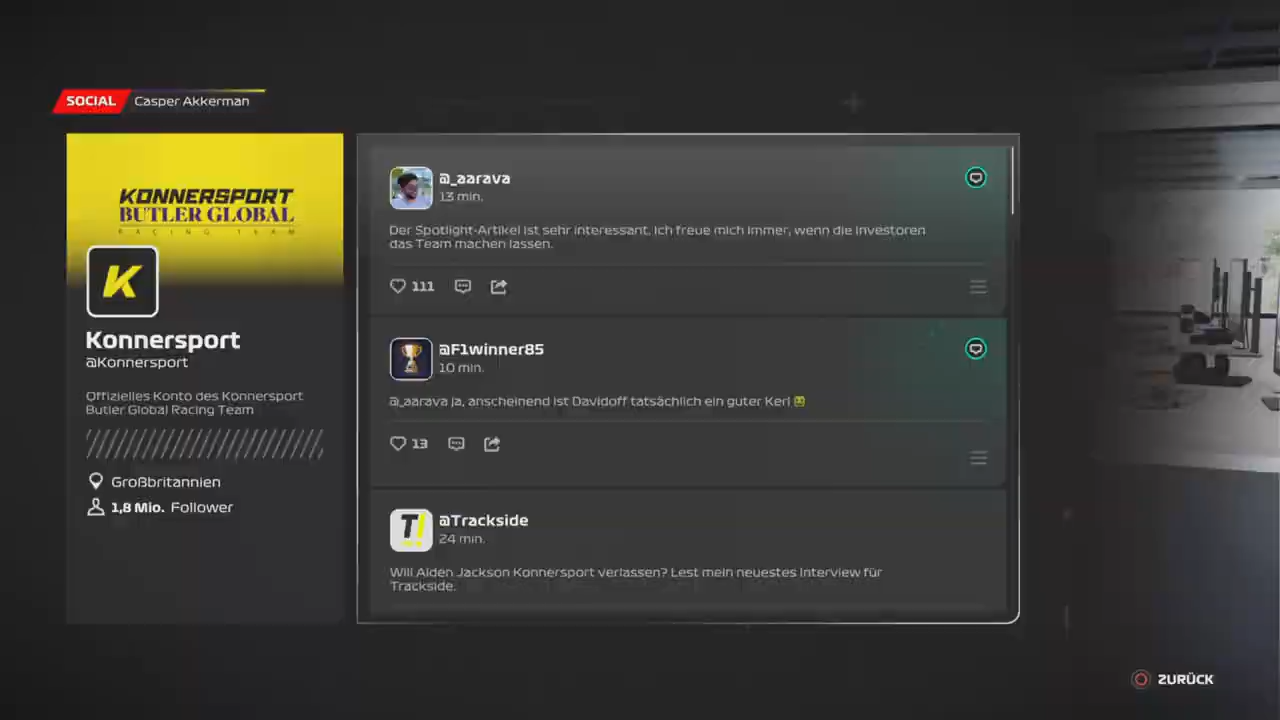 SOCIAL Casper Akkerman
KONNERSPORT
BUTLER GLOBAL
RACING TEAM
K
Konnersport
@Konnersport
Offizielles Konto des Konnersport
Butler Global Racing Team
Großbritannien
1,8 Mio. Follower
@_aarava
13 min.
Der Spotlight-Artikel ist sehr interessant. Ich freue mich immer, wenn die Investoren
das Team machen lassen.
111
@F1winner85
10 min.
@_aarava Ja, anscheinend ist Davidoff tatsächlich ein guter Kerl
13
T!
@Trackside
24 min.
Will Aiden Jackson Konnersport verlassen? Lest mein neuestes Interview für
Trackside.
ZURÜCK